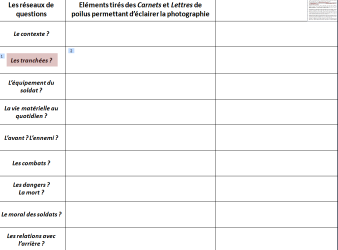 Les réseaux de
questions
Eléments tirés des Carnets et Lettres de
poilus permettant d'éclairer la photographie
Le contexte ?
Les tranchées ?
L'équipement du
soldat ?
La vie matérielle au
quotidien ?
L'avant ? L'ennemi ?
Les combats ?
Les dangers ?
La mort ?
Le moral des soldats ?
Les relations avec
l'arrière ?